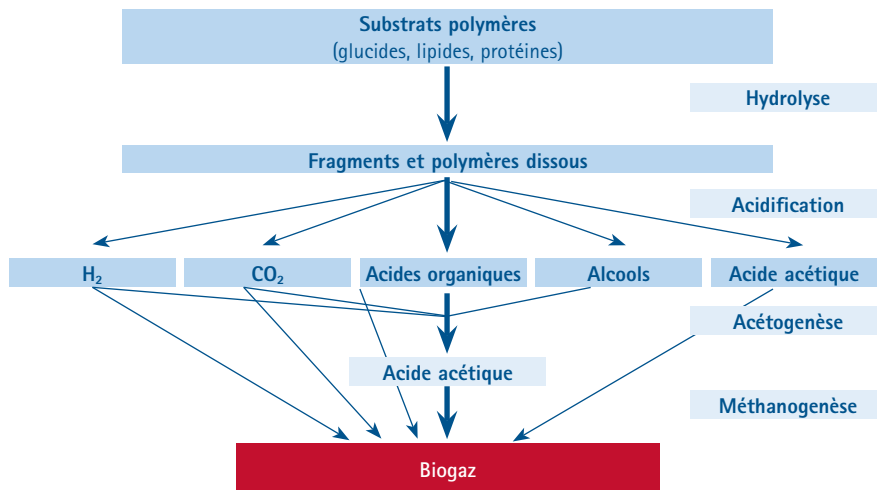 Substrats polymères
(glucides, lipides, protéines)
Hydrolyse
Fragments et polymères dissous
Acidification
H₂
CO₂
Acides organiques
Alcools
Acide acétique
Acétogenèse
Acide acétique
Méthanogenèse
Biogaz